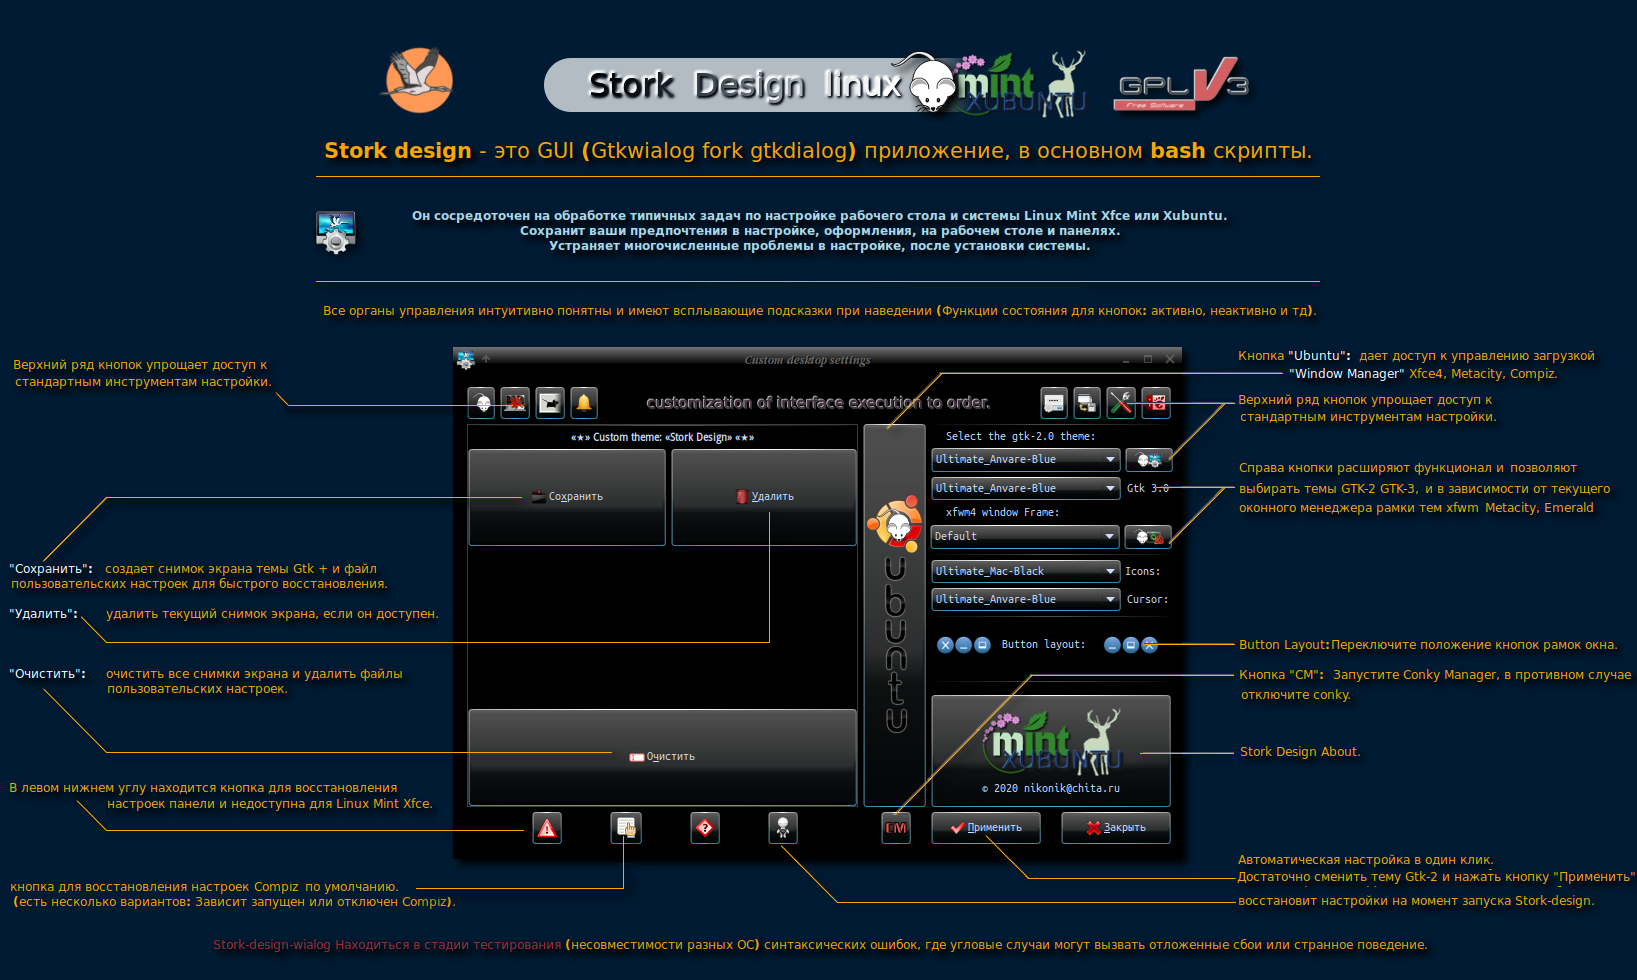 Stork Design linux mint XUBUNTU
GPL V3
Free Software
Stork design - это GUI (Gtkwialog fork gtkdialog) приложение, в основном bash скрипты.
Он сосредоточен на обработке типичных задач по настройке рабочего стола и системы Linux Mint Xfce или Xubuntu.
Сохранит ваши предпочтения в настройке, оформления, на рабочем столе и панелях.
Устраняет многочисленные проблемы в настройке, после установки системы.
Все органы управления интуитивно понятны и имеют всплывающие подсказки при наведении (Функции состояния для кнопок: активно, неактивно и тд).
Верхний ряд кнопок упрощает доступ к
стандартным инструментам настройки.
"Сохранить": создает снимок экрана темы Gtk + и файл
пользовательских настроек для быстрого восстановления.
"Удалить": удалить текущий снимок экрана, если он доступен.
"Очистить": очистить все снимки экрана и удалить файлы
пользовательских настроек.
В левом нижнем углу находится кнопка для восстановления
настроек панели и недоступна для Linux Mint Xfce.
кнопка для восстановления настроек Compiz по умолчанию.
(есть несколько вариантов: Зависит запущен или отключен Compiz).
Custom desktop settings
customization of interface execution to order.
«★» Custom theme: «Stork Design» «★»
Сохранить
Удалить
Очистить
ubuntu
Select the gtk-2.0 theme:
Ultimate_Anvare-Blue
Ultimate_Anvare-Blue Gtk 3.0
xfwm4 window Frame:
Default
Ultimate_Mac-Black Icons:
Ultimate_Anvare-Blue Cursor:
Button layout:
mint
XUBUNTU
© 2020 nikonik@chita.ru
CM
Применить
Закрыть
Кнопка "Ubuntu": дает доступ к управлению загрузкой
"Window Manager" Xfce4, Metacity, Compiz.
Верхний ряд кнопок упрощает доступ к
стандартным инструментам настройки.
Справа кнопки расширяют функционал и позволяют
выбирать темы GTK-2 GTK-3, и в зависимости от текущего
оконного менеджера рамки тем xfwm Metacity, Emerald
Button Layout:Переключите положение кнопок рамок окна.
Кнопка "CM": Запустите Conky Manager, в противном случае
отключите conky.
Stork Design About.
Автоматическая настройка в один клик.
Достаточно сменить тему Gtk-2 и нажать кнопку "Применить"
восстановит настройки на момент запуска Stork-design.
Stork-design-wialog Находиться в стадии тестирования (несовместимости разных ОС) синтаксических ошибок, где угловые случаи могут вызвать отложенные сбои или странное поведение.